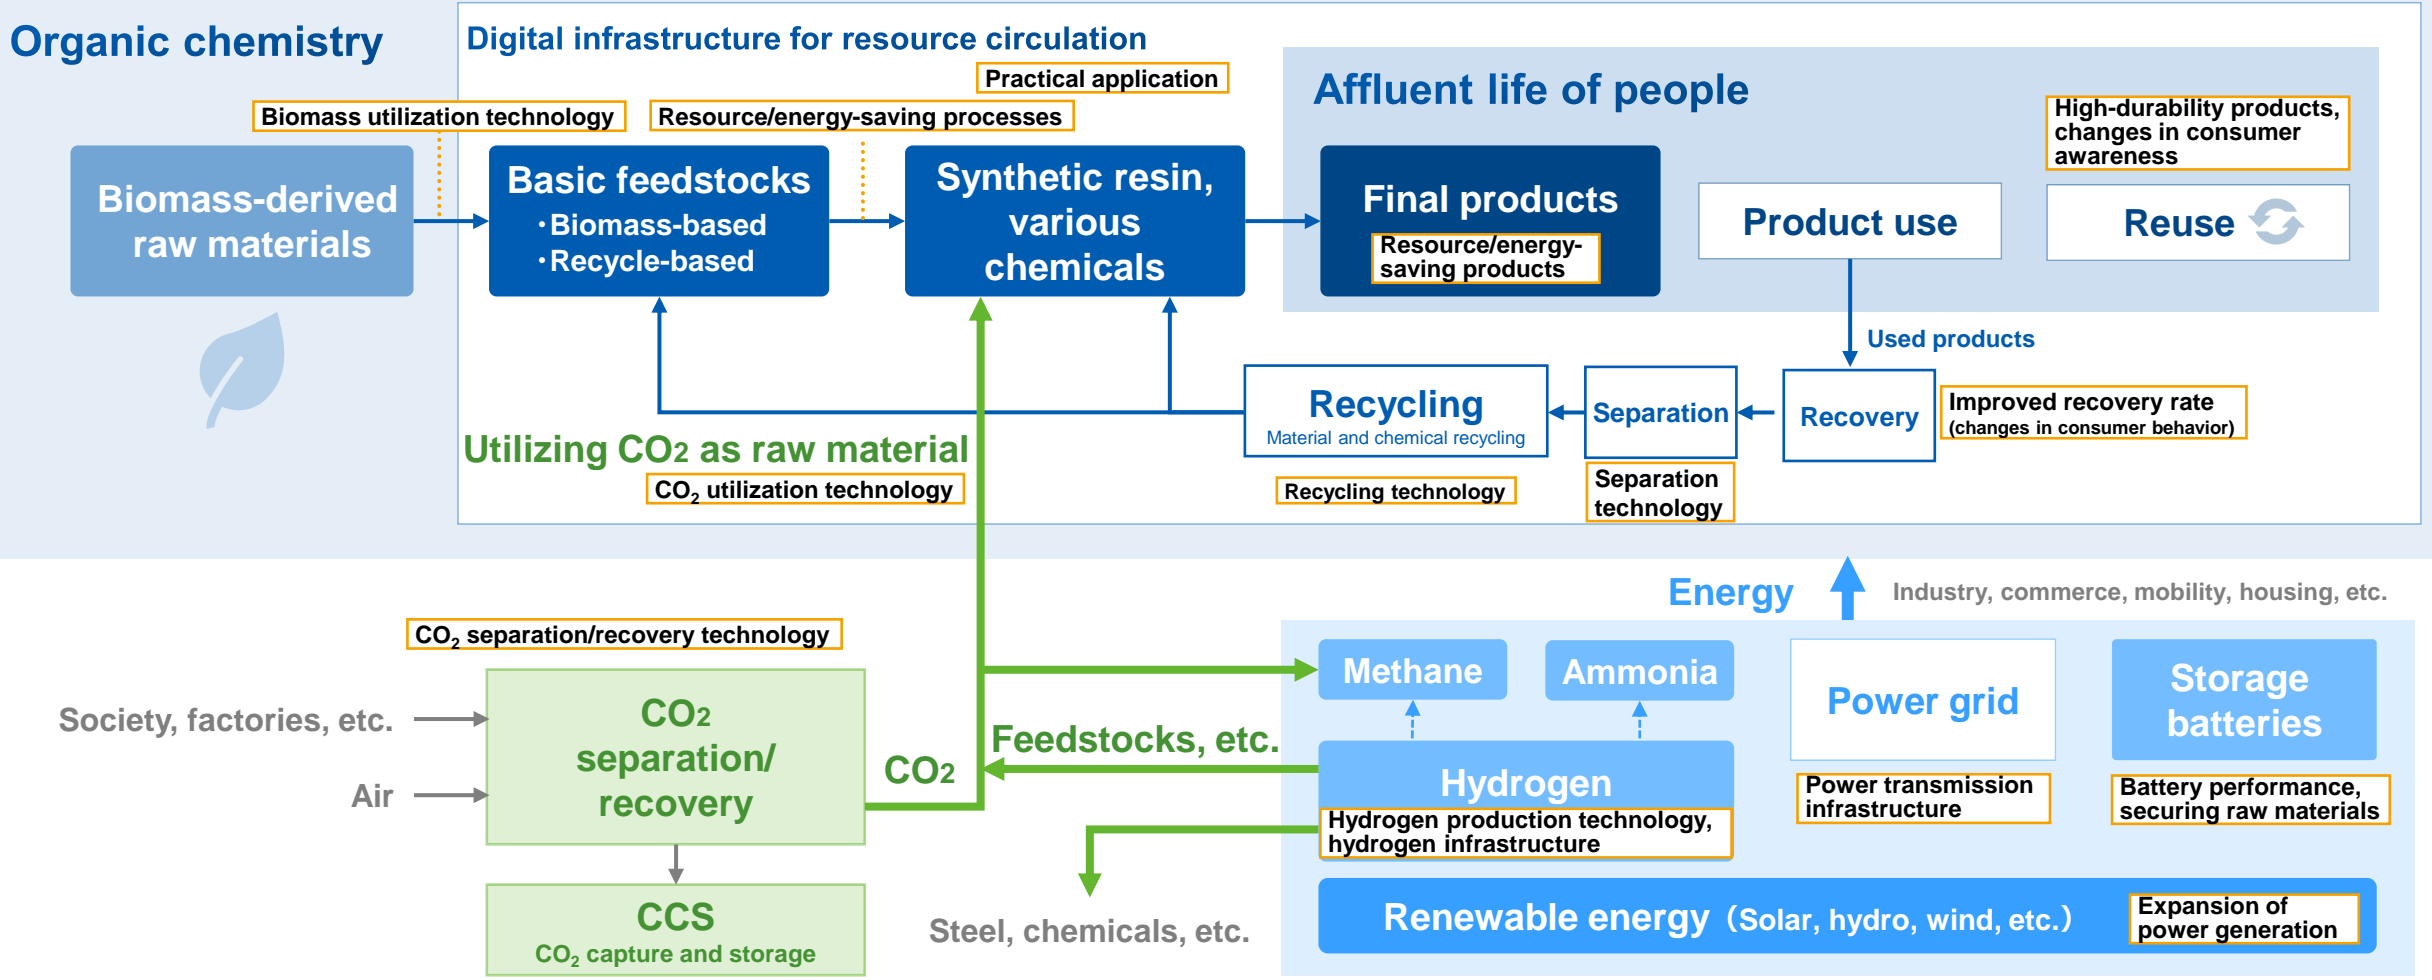 Organic chemistry
Digital infrastructure for resource circulation
Practical application
Biomass utilization technology
Resource/energy-saving processes
Affluent life of people
High-durability products,
changes in consumer
awareness
Biomass-derived
raw materials
Basic feedstocks
・Biomass-based
・Recycle-based
Synthetic resin,
various
chemicals
Final products
Resource/energy-
saving products
Product use
Reuse
Used products
Recycling
Material and chemical recycling
Separation
Recovery
Improved recovery rate
(changes in consumer behavior)
Utilizing CO2 as raw material
CO₂ utilization technology
Recycling technology
Separation
technology
Energy
Industry, commerce, mobility, housing, etc.
CO₂ separation/recovery technology
Society, factories, etc.
Air
CO2
separation/
recovery
CO2
Feedstocks, etc.
Methane
Ammonia
Power grid
Storage
batteries
Hydrogen
Hydrogen production technology,
hydrogen infrastructure
Power transmission
infrastructure
Battery performance,
securing raw materials
CCS
CO₂ capture and storage
Steel, chemicals, etc.
Renewable energy（Solar, hydro, wind, etc.）
Expansion of
power generation